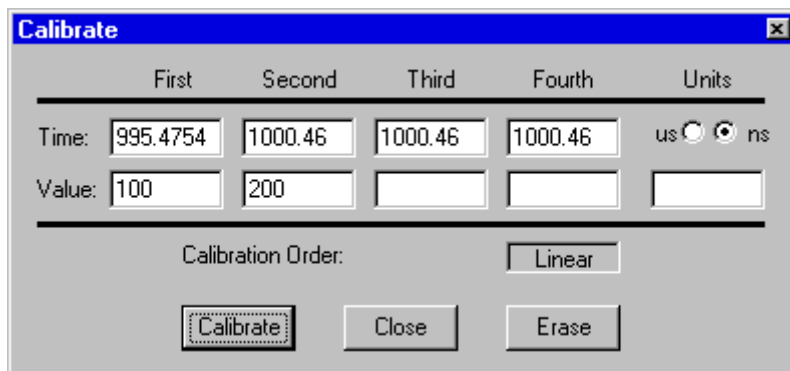 Calibrate
First Second Third Fourth Units
Time: 995.4754 1000.46 1000.46 1000.46 us ns
Value: 100 200
Calibration Order: Linear
Calibrate Close Erase